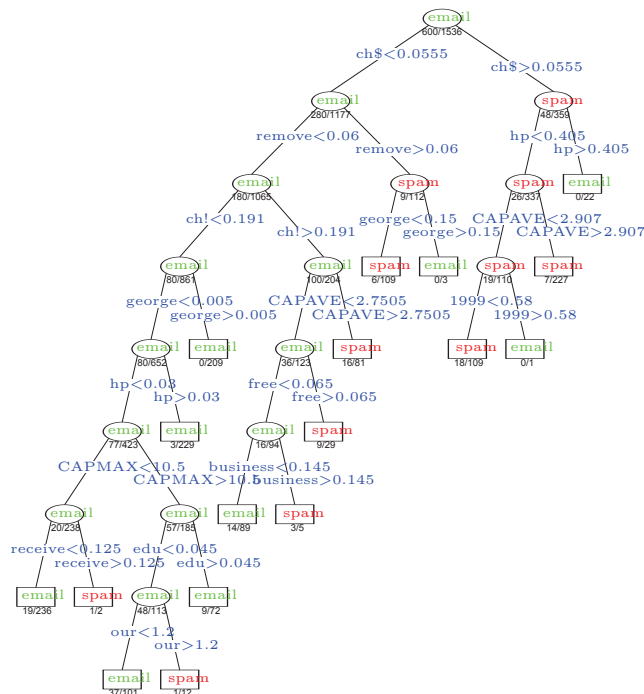 email
600/1536
ch$<0.0555
ch$>0.0555
email
280/1177
spam
48/359
remove<0.06
remove>0.06
hp<0.405
hp>0.405
email
180/1065
spam
9/112
spam
26/337
email
0/22
ch!<0.191
ch!>0.191
george<0.15
george>0.15
CAPAVE<2.907
CAPAVE>2.907
email
80/861
email
100/204
spam
6/109
email
0/3
spam
19/110
spam
7/227
george<0.005
george>0.005
CAPAVE<2.7505
CAPAVE>2.7505
1999<0.58
1999>0.58
email
80/652
email
0/209
email
36/123
spam
16/81
spam
18/109
email
0/1
hp<0.03
hp>0.03
free<0.065
free>0.065
email
77/423
email
3/229
email
16/94
spam
9/29
CAPMAX<10.5
CAPMAX>10.5
business<0.145
business>0.145
email
20/238
email
57/185
email
14/89
spam
3/5
receive<0.125
receive>0.125
edu<0.045
edu>0.045
email
19/236
spam
1/2
email
48/113
email
9/72
our<1.2
our>1.2
email
37/101
spam
1/12